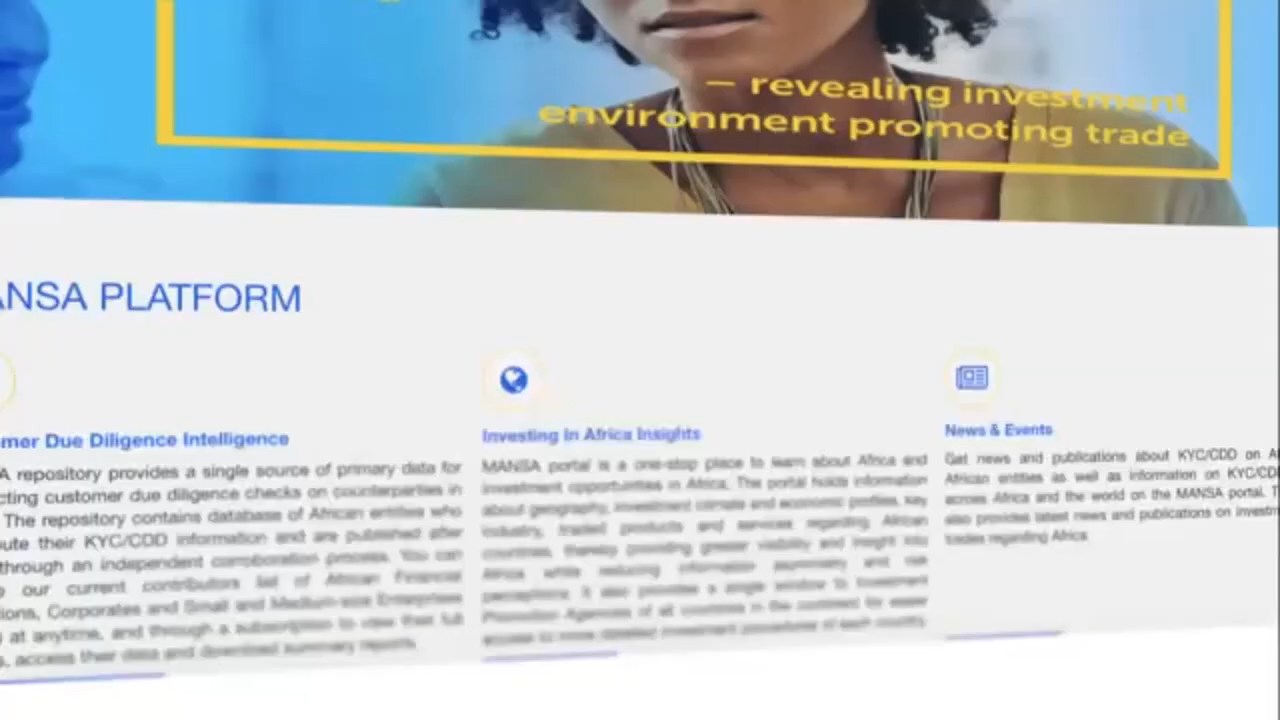 – revealing investment
environment promoting trade
ANSA PLATFORM
mer Due Diligence Intelligence
A repository provides a single source of primary data for
cting customer due diligence checks on counterparties in
The repository contains database of African entities who
ute their KYC/CDD information and are published after
through an independent corroboration process. You can
our current contributors list of African Financial
ions, Corporates and Small and Medium-size Enterprises
at anytime, and through a subscription to view their full
, access their data and download summary reports.
Investing In Africa Insights
MANSA portal is a one-stop place to learn about Africa and
investment opportunities in Africa. The portal holds information
about geography, investment climate and economic profiles, key
industry, traded products and services regarding African
countries, thereby providing greater visibility and insight into
Africa while reducing information asymmetry and risk
perceptions. It also provides a single window to Investment
Promotion Agencies of all countries in the continent for easier
access to more detailed investment procedures of each country.
News & Events
Get news and publications about KYC/CDD on A
African entities as well as information on KYC/CD
across Africa and the world on the MANSA portal. T
also provides latest news and publications on investm
trades regarding Africa